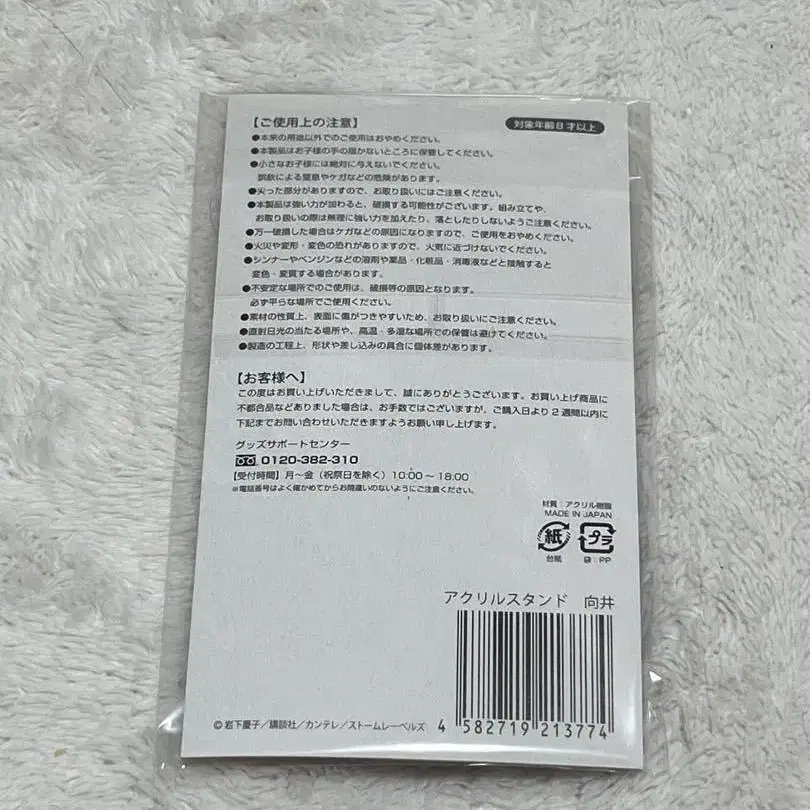 【ご使用上の注意】
対象年齢8才以上
●本来の用途以外でのご使用はおやめください。
●本製品はお子様の手の届かないところに保管してください。
●小さなお子様には絶対に与えないでください。
誤飲による窒息やケガなどの危険があります。
●尖った部分がありますので、お取り扱いにはご注意ください。
●本製品は強い力が加わると、破損する可能性がございます。組み立てや、
お取り扱いの際は無理に強い力を加えたり、落としたりしないようご注意ください。
●万一破損した場合はケガなどの原因になりますので、ご使用をおやめください。
●火災や変形・変色の恐れがありますので、火気に近づけないでください。
●シンナーやベンジンなどの溶剤や薬品・化粧品・消毒液などと接触すると
変色・変質する場合があります。
●不安定な場所でのご使用は、破損等の原因となります。
必ず平らな場所でご使用ください。
●素材の性質上、表面に傷がつきやすいため、お取り扱いにご注意ください。
●直射日光の当たる場所や、高温・多湿な場所での保管は避けてください。
●製造の工程上、形状や差し込みの具合に個体差があります。
【お客様へ】
この度はお買い上げいただきまして、誠にありがとうございます。お買い上げ商品に
不都合品などありました場合は、お手数ではございますが、ご購入日より2週間以内に
下記までお問い合わせいただきますようお願い申し上げます。
グッズサポートセンター
0120-382-310
【受付時間】月〜金（祝祭日を除く）10:00〜18:00
※電話番号はよく確かめてからお間違いのないようにご注意ください。
材質：アクリル樹脂
MADE IN JAPAN
紙 プラ
台紙 袋：PP
アクリルスタンド 向井
4 582719 213774
©岩下慶子/講談社/カンテレ/ストームレーベルズ